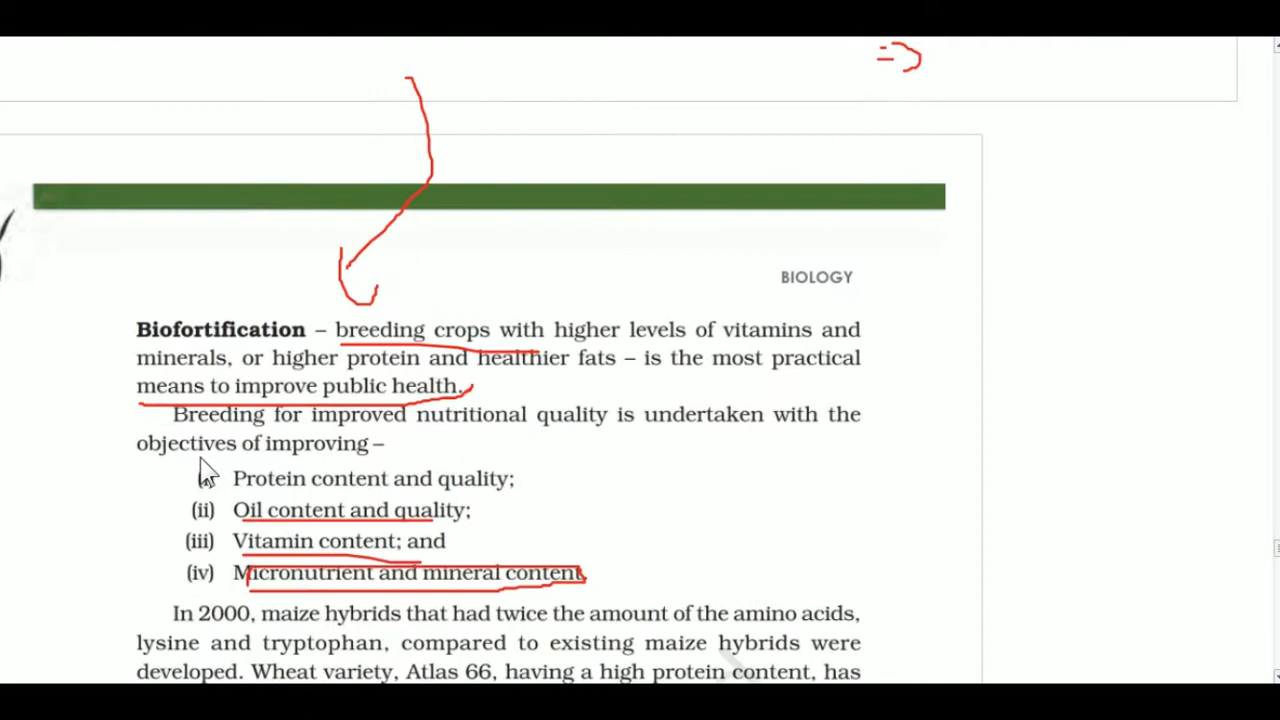 BIOLOGY
Biofortification – breeding crops with higher levels of vitamins and
minerals, or higher protein and healthier fats – is the most practical
means to improve public health.
Breeding for improved nutritional quality is undertaken with the
objectives of improving –
Protein content and quality;
(ii) Oil content and quality;
(iii) Vitamin content; and
(iv) Micronutrient and mineral content
In 2000, maize hybrids that had twice the amount of the amino acids,
lysine and tryptophan, compared to existing maize hybrids were
developed. Wheat variety, Atlas 66, having a high protein content, has